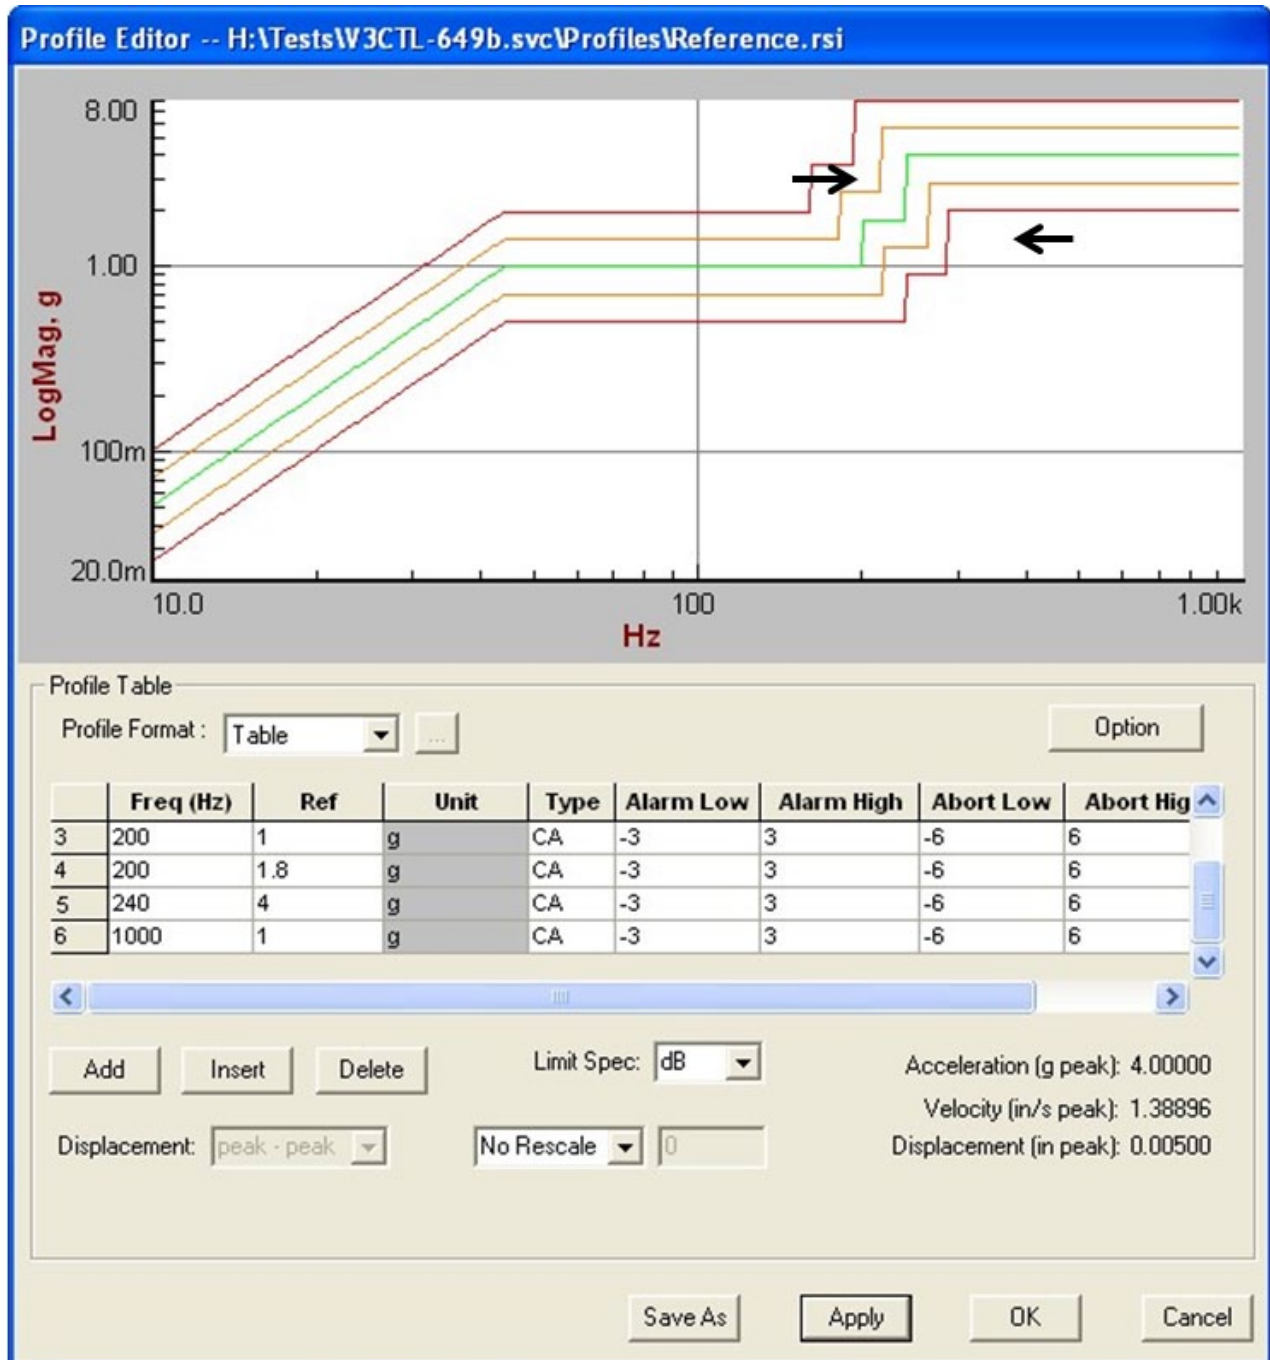 Profile Editor -- H:\Tests\V3CTL-649b.svc\Profiles\Reference.rsi
8.00
1.00
100m
20.0m
LogMag, g
10.0 100 1.00k
Hz
Profile Table
Profile Format : Table ... Option
Freq (Hz) Ref Unit Type Alarm Low Alarm High Abort Low Abort Hig
3 200 1 g CA -3 3 -6 6
4 200 1.8 g CA -3 3 -6 6
5 240 4 g CA -3 3 -6 6
6 1000 1 g CA -3 3 -6 6
Add Insert Delete Limit Spec: dB Acceleration (g peak): 4.00000
Velocity (in/s peak): 1.38896
Displacement: peak - peak No Rescale 0 Displacement (in peak): 0.00500
Save As Apply OK Cancel